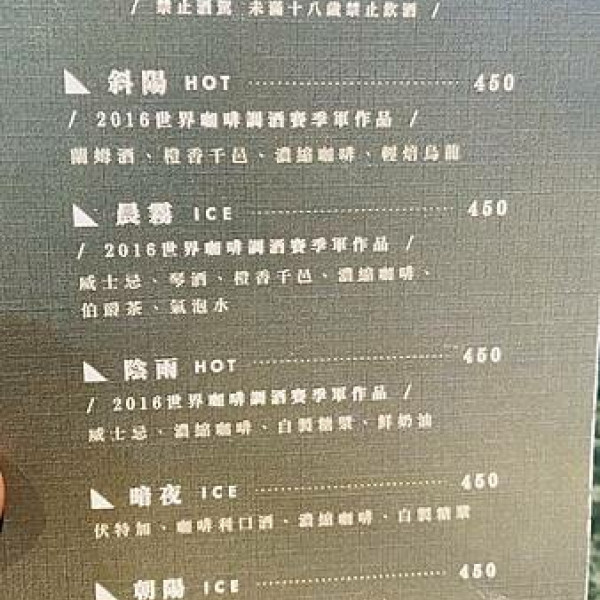 / 禁止酒駕 未滿十八歲禁止飲酒 /
斜陽 HOT 450
/ 2016世界咖啡調酒賽季軍作品 /
蘭姆酒、橙香干邑、濃縮咖啡、輕焙烏龍
晨霧 ICE 450
/ 2016世界咖啡調酒賽季軍作品 /
威士忌、琴酒、橙香干邑、濃縮咖啡、
伯爵茶、氣泡水
陰雨 HOT 450
/ 2016世界咖啡調酒賽季軍作品 /
威士忌、濃縮咖啡、自製糖漿、鮮奶油
暗夜 ICE 450
伏特加、咖啡利口酒、濃縮咖啡、自製糖漿
朝陽 ICE 450